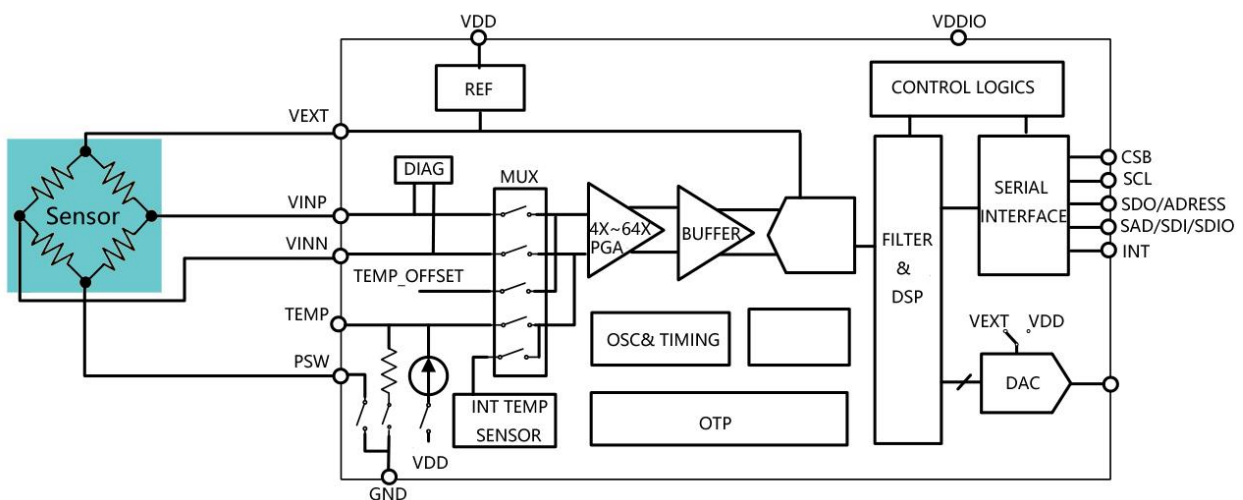 VDD
VDDIO
REF
CONTROL LOGICS
VEXT
DIAG
MUX
CSB
SCL
SDO/ADRESS
SAD/SDI/SDIO
INT
SERIAL
INTERFACE
Sensor
VINP
VINN
4X~64X
PGA
BUFFER
FILTER
&
DSP
TEMP_OFFSET
TEMP
PSW
OSC& TIMING
VEXT
VDD
DAC
INT TEMP
SENSOR
OTP
VDD
GND